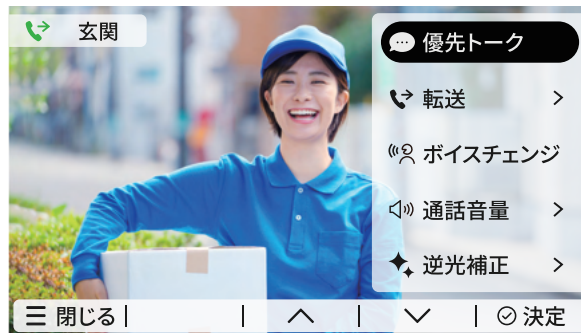 玄関
優先トーク
転送
ボイスチェンジ
通話音量
逆光補正
閉じる
決定